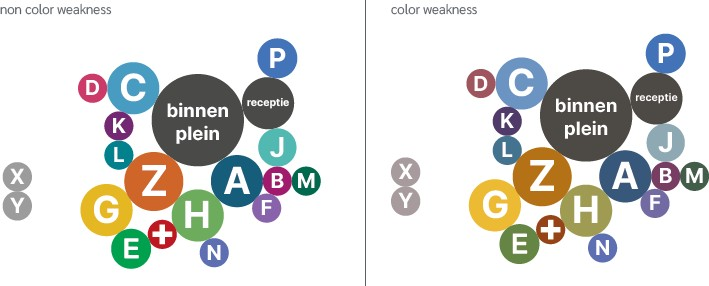 non color weakness
P
C
D
binnen
plein
receptie
K
J
L
Z
A
B
M
X
Y
G
H
F
E
+
N
color weakness
P
C
D
binnen
plein
receptie
K
J
L
Z
A
B
M
X
Y
G
H
F
E
+
N